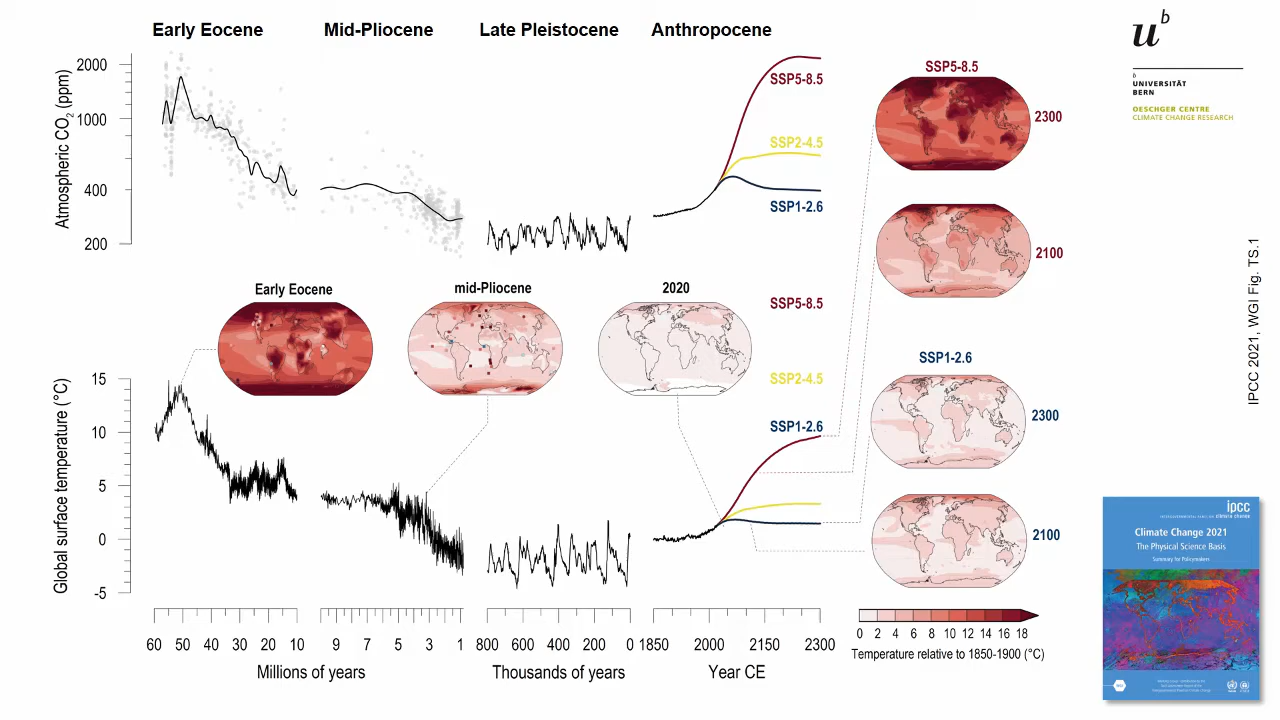 Early Eocene
Mid-Pliocene
Late Pleistocene
Anthropocene
Atmospheric CO2 (ppm)
2000
1000
400
200
SSP5-8.5
SSP2-4.5
SSP1-2.6
SSP5-8.5
2300
2100
Early Eocene
mid-Pliocene
2020
SSP5-8.5
SSP2-4.5
SSP1-2.6
SSP1-2.6
2300
2100
Global surface temperature (°C)
15
10
5
0
-5
60 50 40 30 20 10
9 7 5 3 1
800 600 400 200 0
1850 2000 2150 2300
Millions of years
Thousands of years
Year CE
0 2 4 6 8 10 12 14 16 18
Temperature relative to 1850-1900 (°C)
u b
b
UNIVERSITÄT
BERN
OESCHGER CENTRE
CLIMATE CHANGE RESEARCH
IPCC 2021, WGI Fig. TS.1
ipcc
Climate Change 2021
The Physical Science Basis
Summary for Policymakers